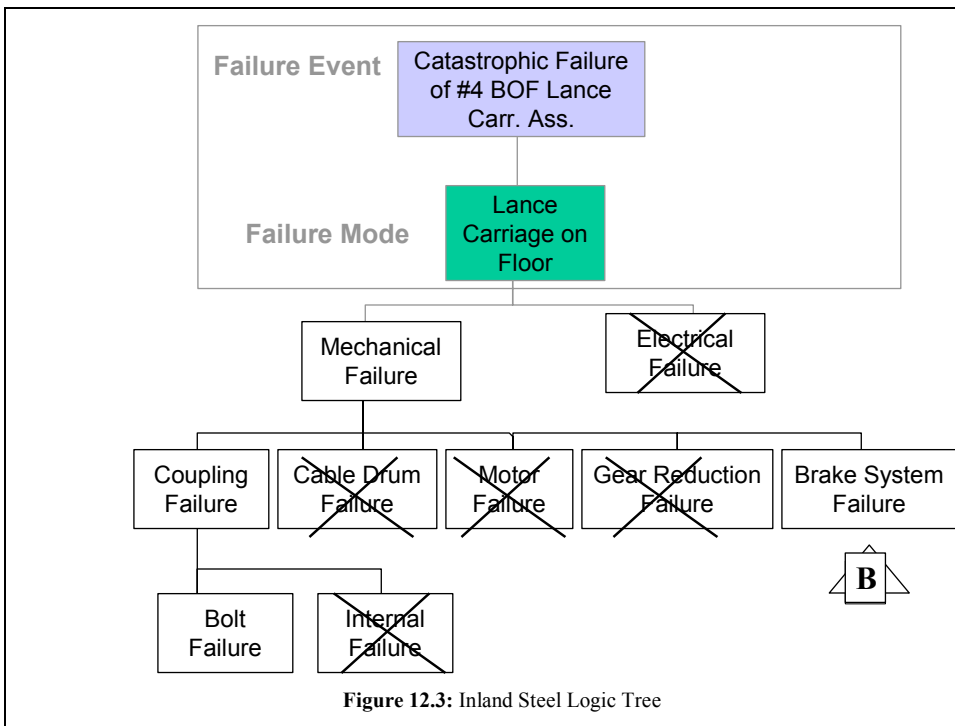 Failure Event
Catastrophic Failure
of #4 BOF Lance
Carr. Ass.
Failure Mode
Lance
Carriage on
Floor
Mechanical
Failure
Electrical
Failure
Coupling
Failure
Cable Drum
Failure
Motor
Failure
Gear Reduction
Failure
Brake System
Failure
B
Bolt
Failure
Internal
Failure
Figure 12.3: Inland Steel Logic Tree